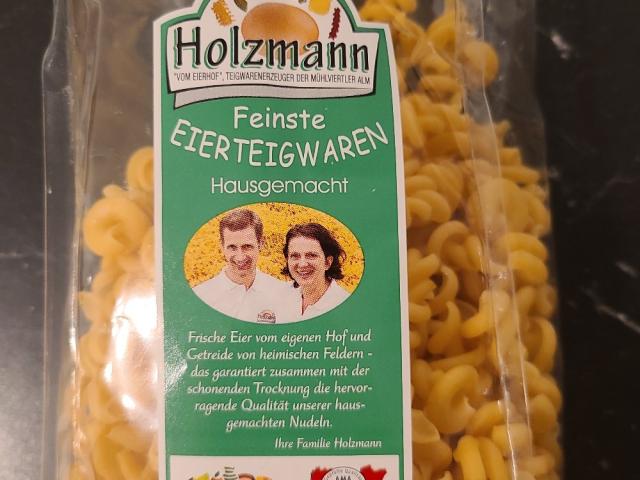 Holzmann
"VOM EIERHOF", TEIGWARENERZEUGER DER MÜHLVIERTLER ALM
Feinste
EIERTEIGWAREN
Hausgemacht
Frische Eier vom eigenen Hof und
Getreide von heimischen Feldern -
das garantiert zusammen mit der
schonenden Trocknung die hervor-
ragende Qualität unserer haus-
gemachten Nudeln.
Ihre Familie Holzmann
AMA